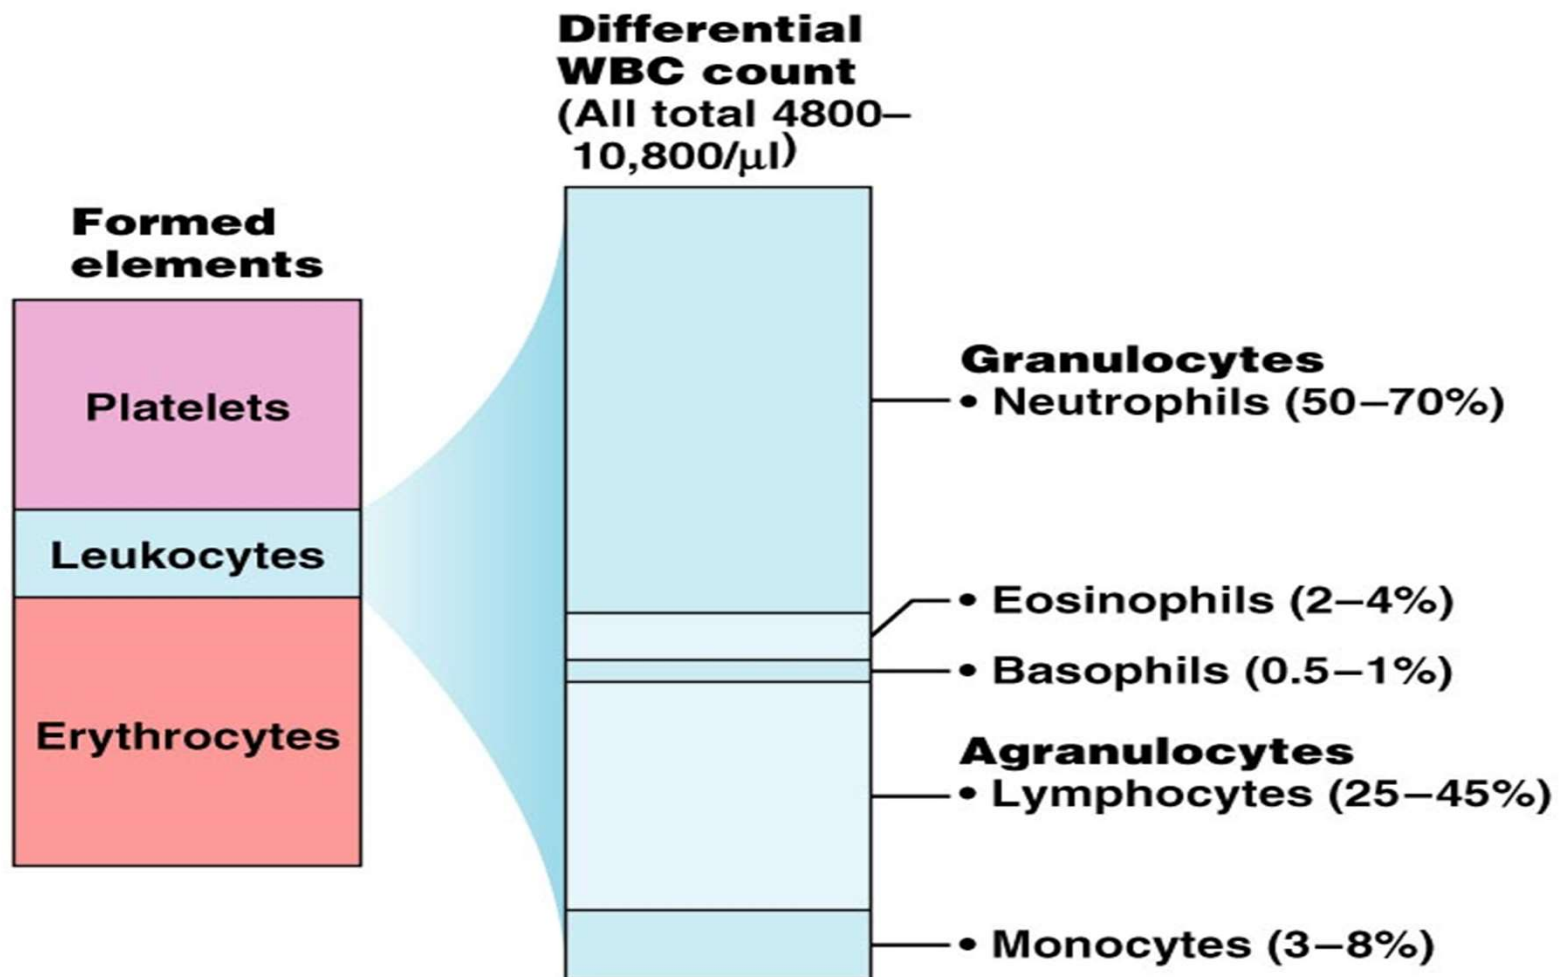 Differential
WBC count
(All total 4800–
10,800/µl)
Formed
elements
Platelets
Leukocytes
Erythrocytes
Granulocytes
• Neutrophils (50–70%)
• Eosinophils (2–4%)
• Basophils (0.5–1%)
Agranulocytes
• Lymphocytes (25–45%)
• Monocytes (3–8%)